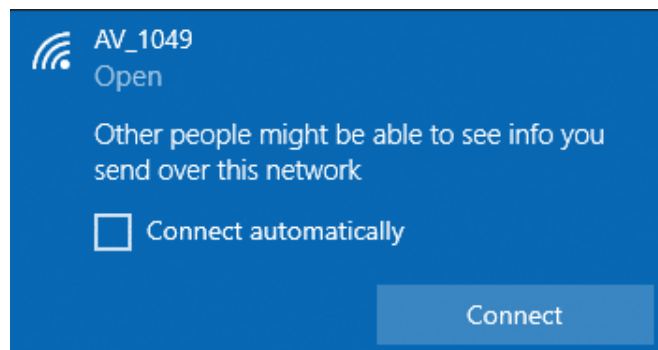 AV_1049
Open
Other people might be able to see info you
send over this network
Connect automatically
Connect